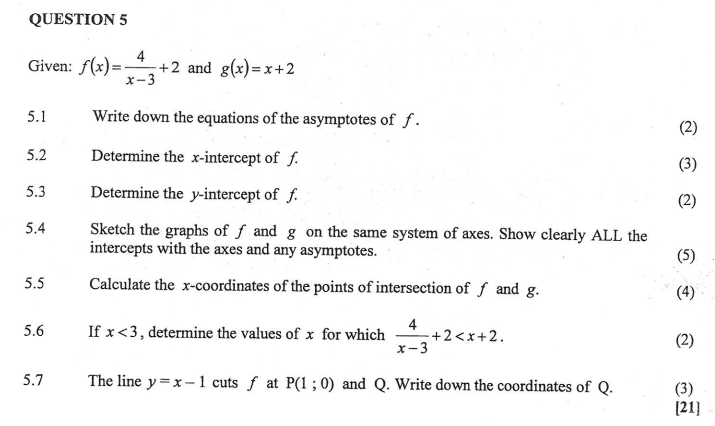 QUESTION 5
Given: f(x) = 4/(x−3) + 2 and g(x) = x + 2
5.1 Write down the equations of the asymptotes of f. (2)
5.2 Determine the x-intercept of f. (3)
5.3 Determine the y-intercept of f. (2)
5.4 Sketch the graphs of f and g on the same system of axes. Show clearly ALL the
intercepts with the axes and any asymptotes. (5)
5.5 Calculate the x-coordinates of the points of intersection of f and g. (4)
5.6 If x < 3, determine the values of x for which 4/(x−3) + 2 < x + 2. (2)
5.7 The line y = x − 1 cuts f at P(1 ; 0) and Q. Write down the coordinates of Q. (3)
[21]